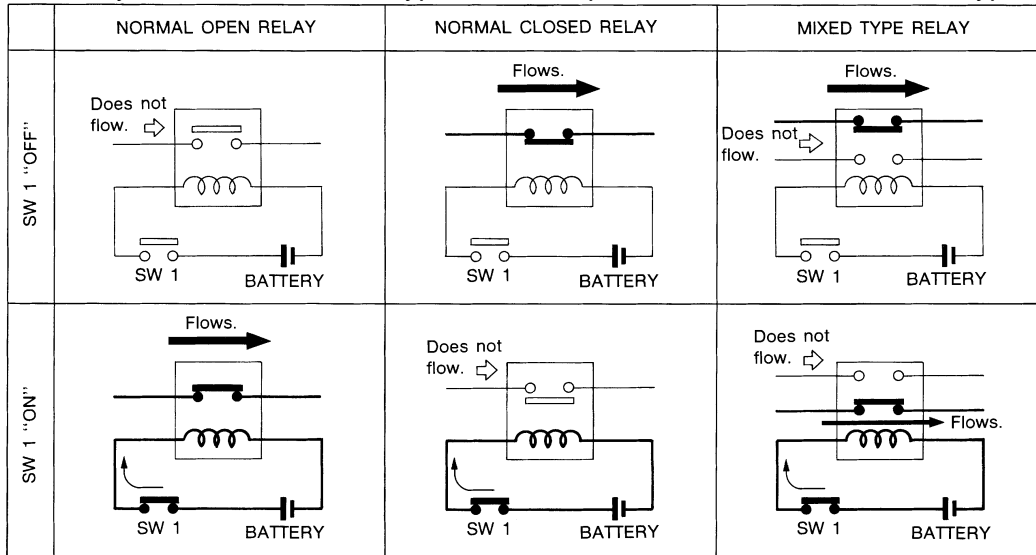 NORMAL OPEN RELAY
NORMAL CLOSED RELAY
MIXED TYPE RELAY
SW 1 "OFF"
Does not
flow.
SW 1
BATTERY
Flows.
SW 1
BATTERY
Flows.
Does not
flow.
SW 1
BATTERY
SW 1 "ON"
Flows.
SW 1
BATTERY
Does not
flow.
SW 1
BATTERY
Does not
flow.
Flows.
SW 1
BATTERY